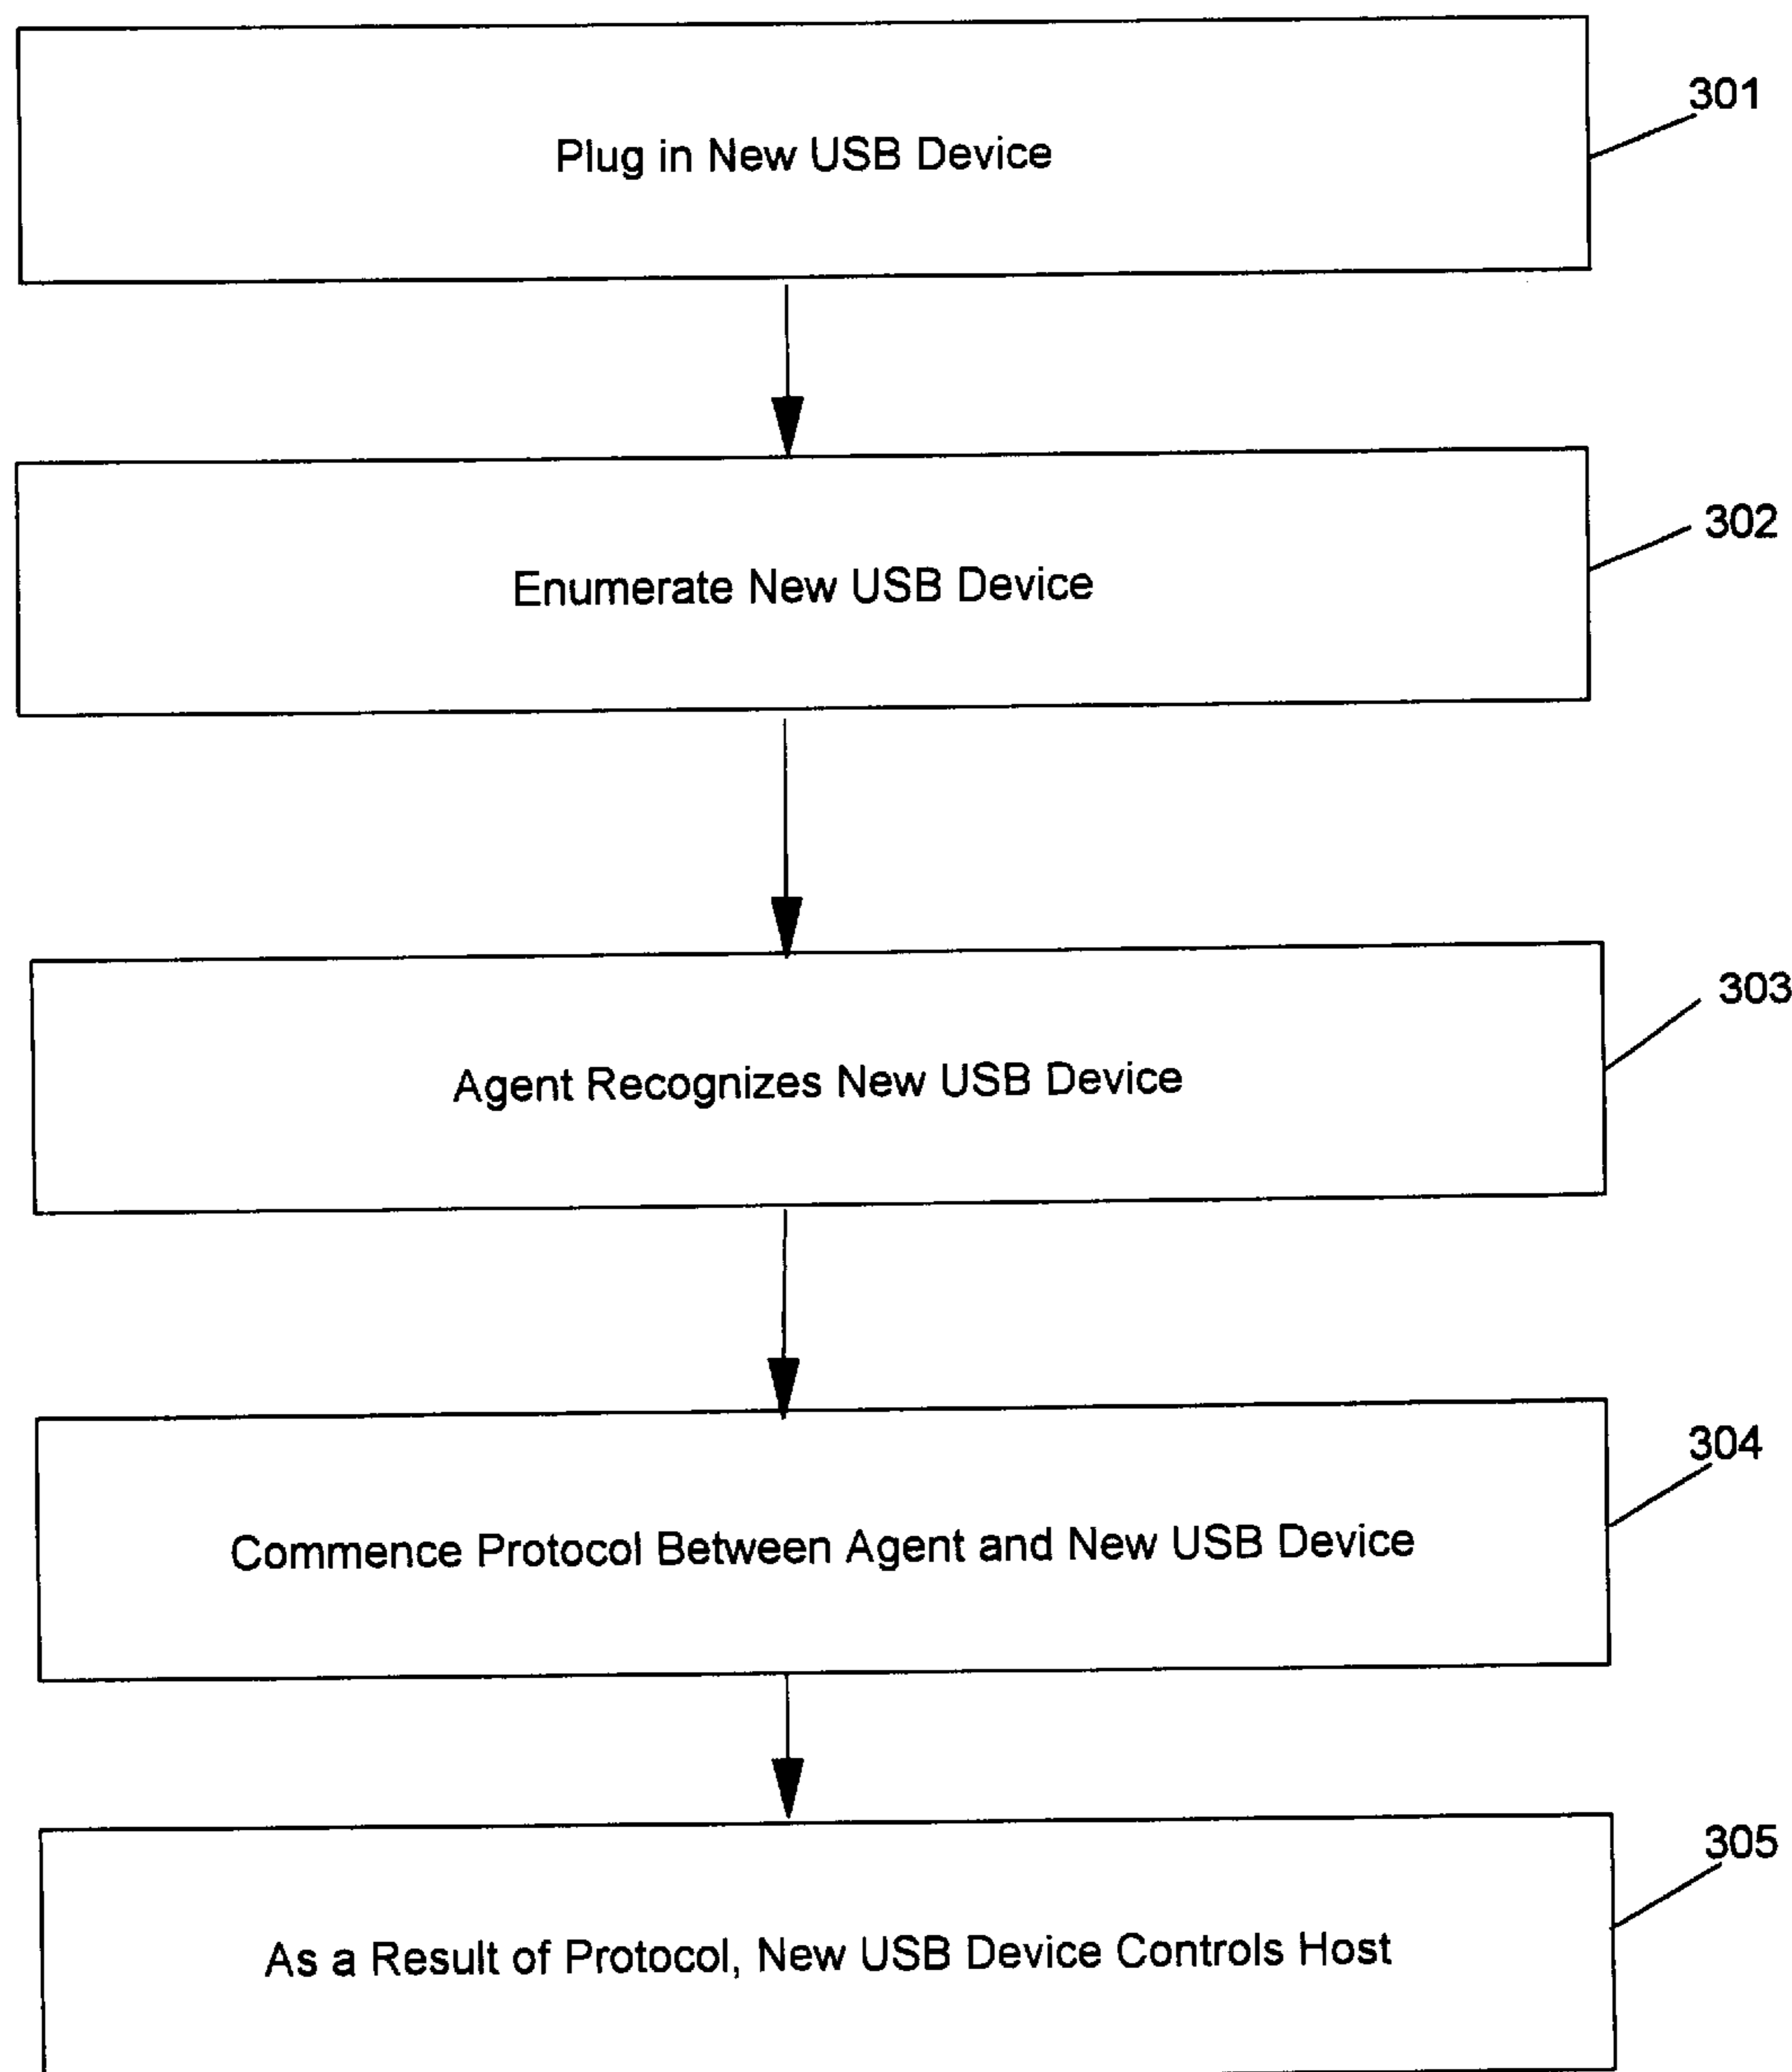 Plug in New USB Device
301
Enumerate New USB Device
302
Agent Recognizes New USB Device
303
Commence Protocol Between Agent and New USB Device
304
As a Result of Protocol, New USB Device Controls Host
305